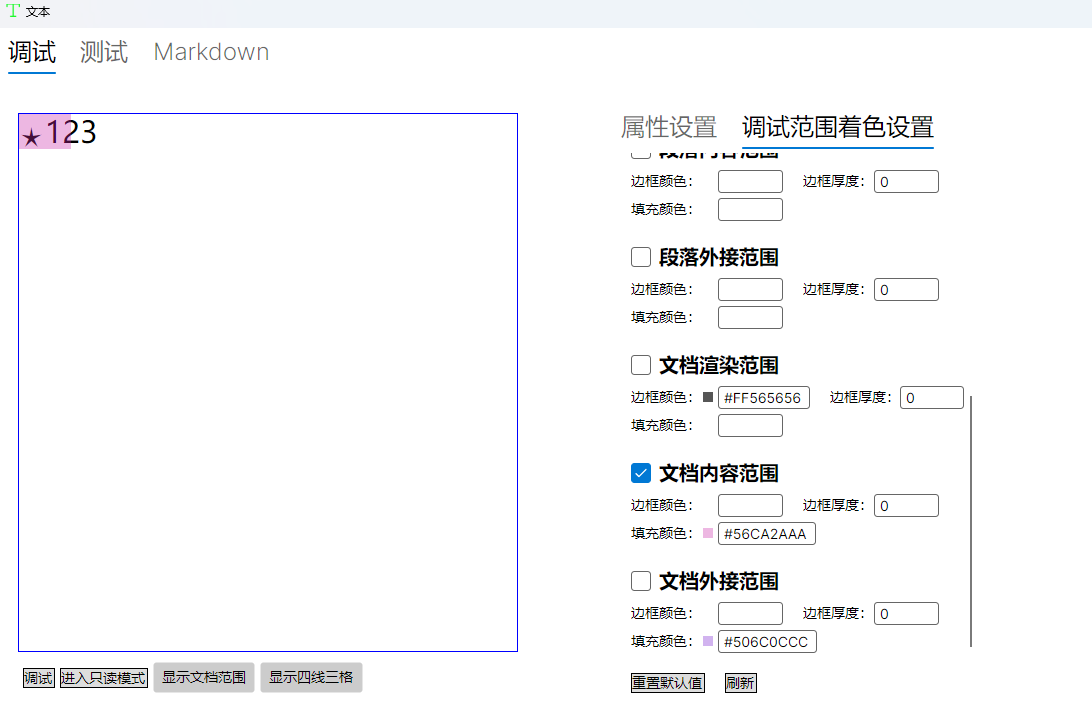 文本
调试 测试 Markdown
★123
属性设置 调试范围着色设置
段落内容范围
边框颜色: 边框厚度: 0
填充颜色:
段落外接范围
边框颜色: 边框厚度: 0
填充颜色:
文档渲染范围
边框颜色: #FF565656 边框厚度: 0
填充颜色:
文档内容范围
边框颜色: 边框厚度: 0
填充颜色: #56CA2AAA
文档外接范围
边框颜色: 边框厚度: 0
填充颜色: #506C0CCC
调试 进入只读模式 显示文档范围 显示四线三格
重置默认值 刷新